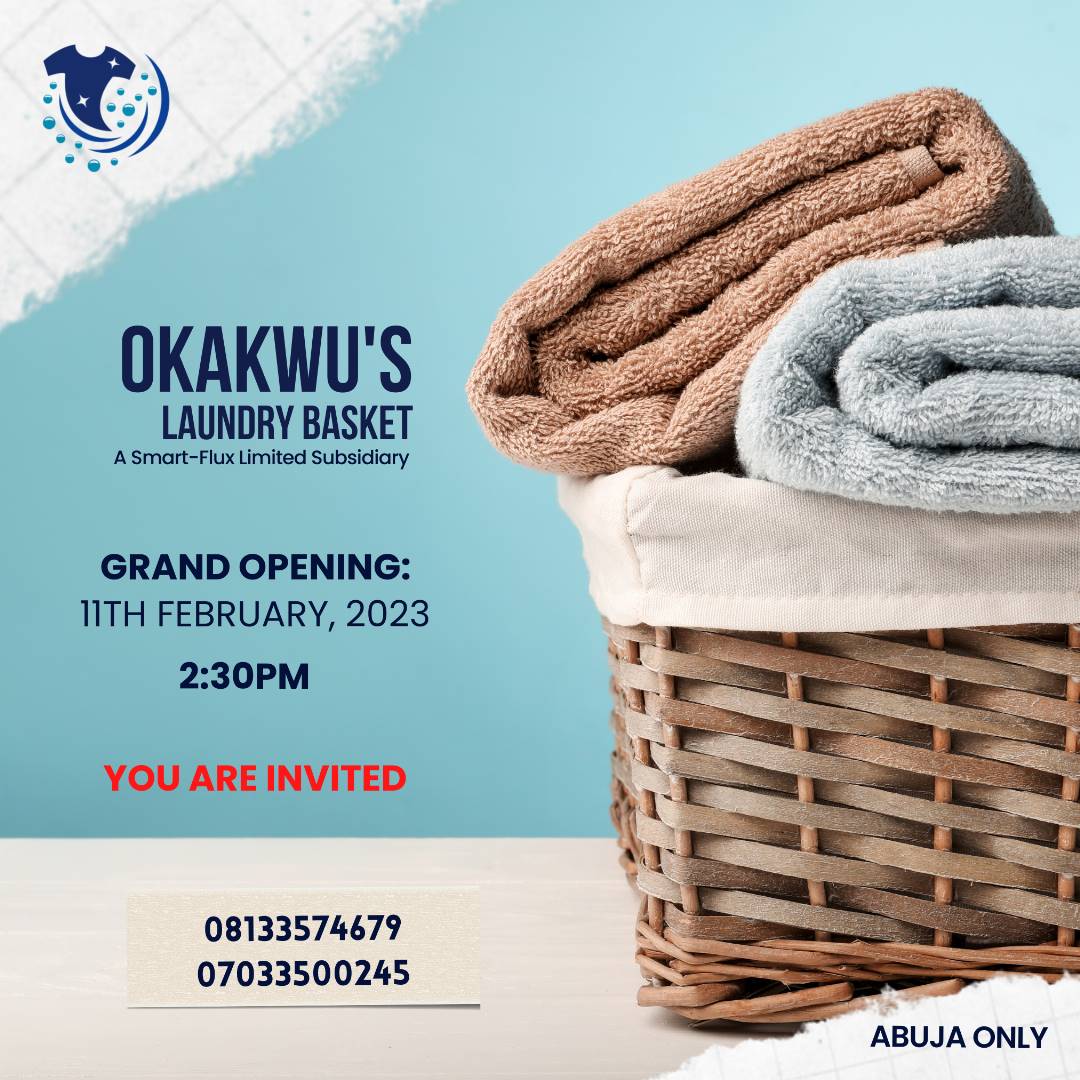 OKAKWU'S
LAUNDRY BASKET
A Smart-Flux Limited Subsidiary
GRAND OPENING:
11TH FEBRUARY, 2023
2:30PM
YOU ARE INVITED
08133574679
07033500245
ABUJA ONLY